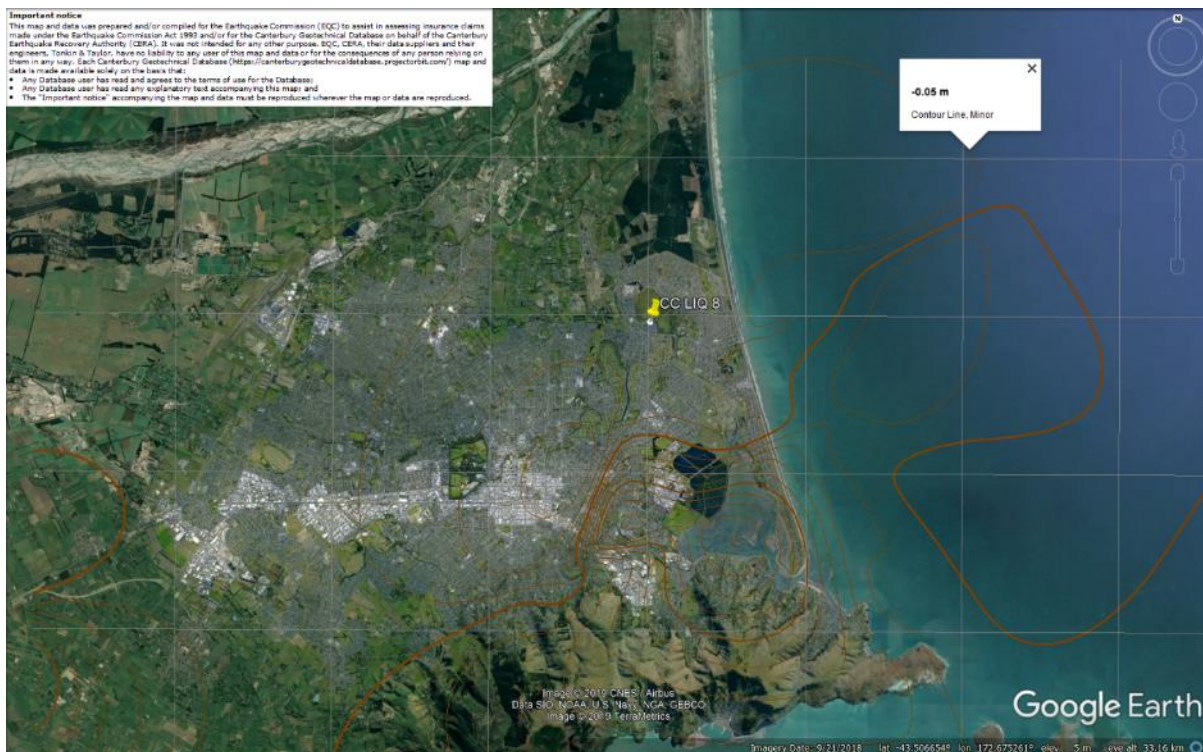 Important notice
This map and data was prepared and/or compiled for the Earthquake Commission (EQC) to assist in assessing insurance claims
made under the Earthquake Commission Act 1993 and/or for the Canterbury Geotechnical Database on behalf of the Canterbury
Earthquake Recovery Authority (CERA). It was not intended for any other purpose. EQC, CERA, their data suppliers and their
engineers, Tonkin & Taylor, have no liability to any user of this map and data or for the consequences of any person relying on
them in any way. Each Canterbury Geotechnical Database (https://canterburygeotechnicaldatabase.projectorbit.com/) map and
data is made available solely on the basis that:
• Any Database user has read and agrees to the terms of use for the Database;
• Any Database user has read any explanatory text accompanying this map; and
• The "Important notice" accompanying the map and data must be reproduced wherever the map or data are reproduced.
N
-0.05 m
Contour Line, Minor
CC LIQ 8
Image © 2019 CNES / Airbus
Data SIO, NOAA, U.S. Navy, NGA, GEBCO
Image © 2019 TerraMetrics
Google Earth
Imagery Date: 9/21/2018 lat -43.506654° lon 172.675261° elev 5 m eye alt 33.16 km